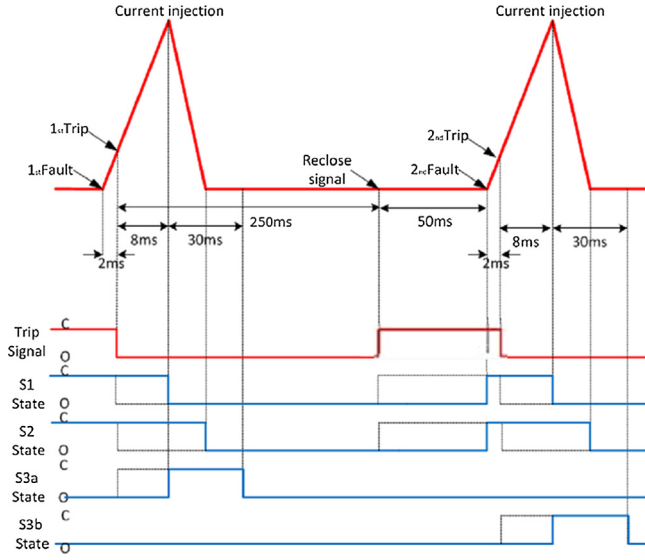 Current injection
Current injection
1stTrip
2ndTrip
1stFault
Reclose
signal
2ndFault
250ms
50ms
8ms
30ms
8ms
30ms
2ms
2ms
C
Trip
Signal
O
C
S1
State
O
C
S2
State
O
C
S3a
State
O
C
S3b
State
O